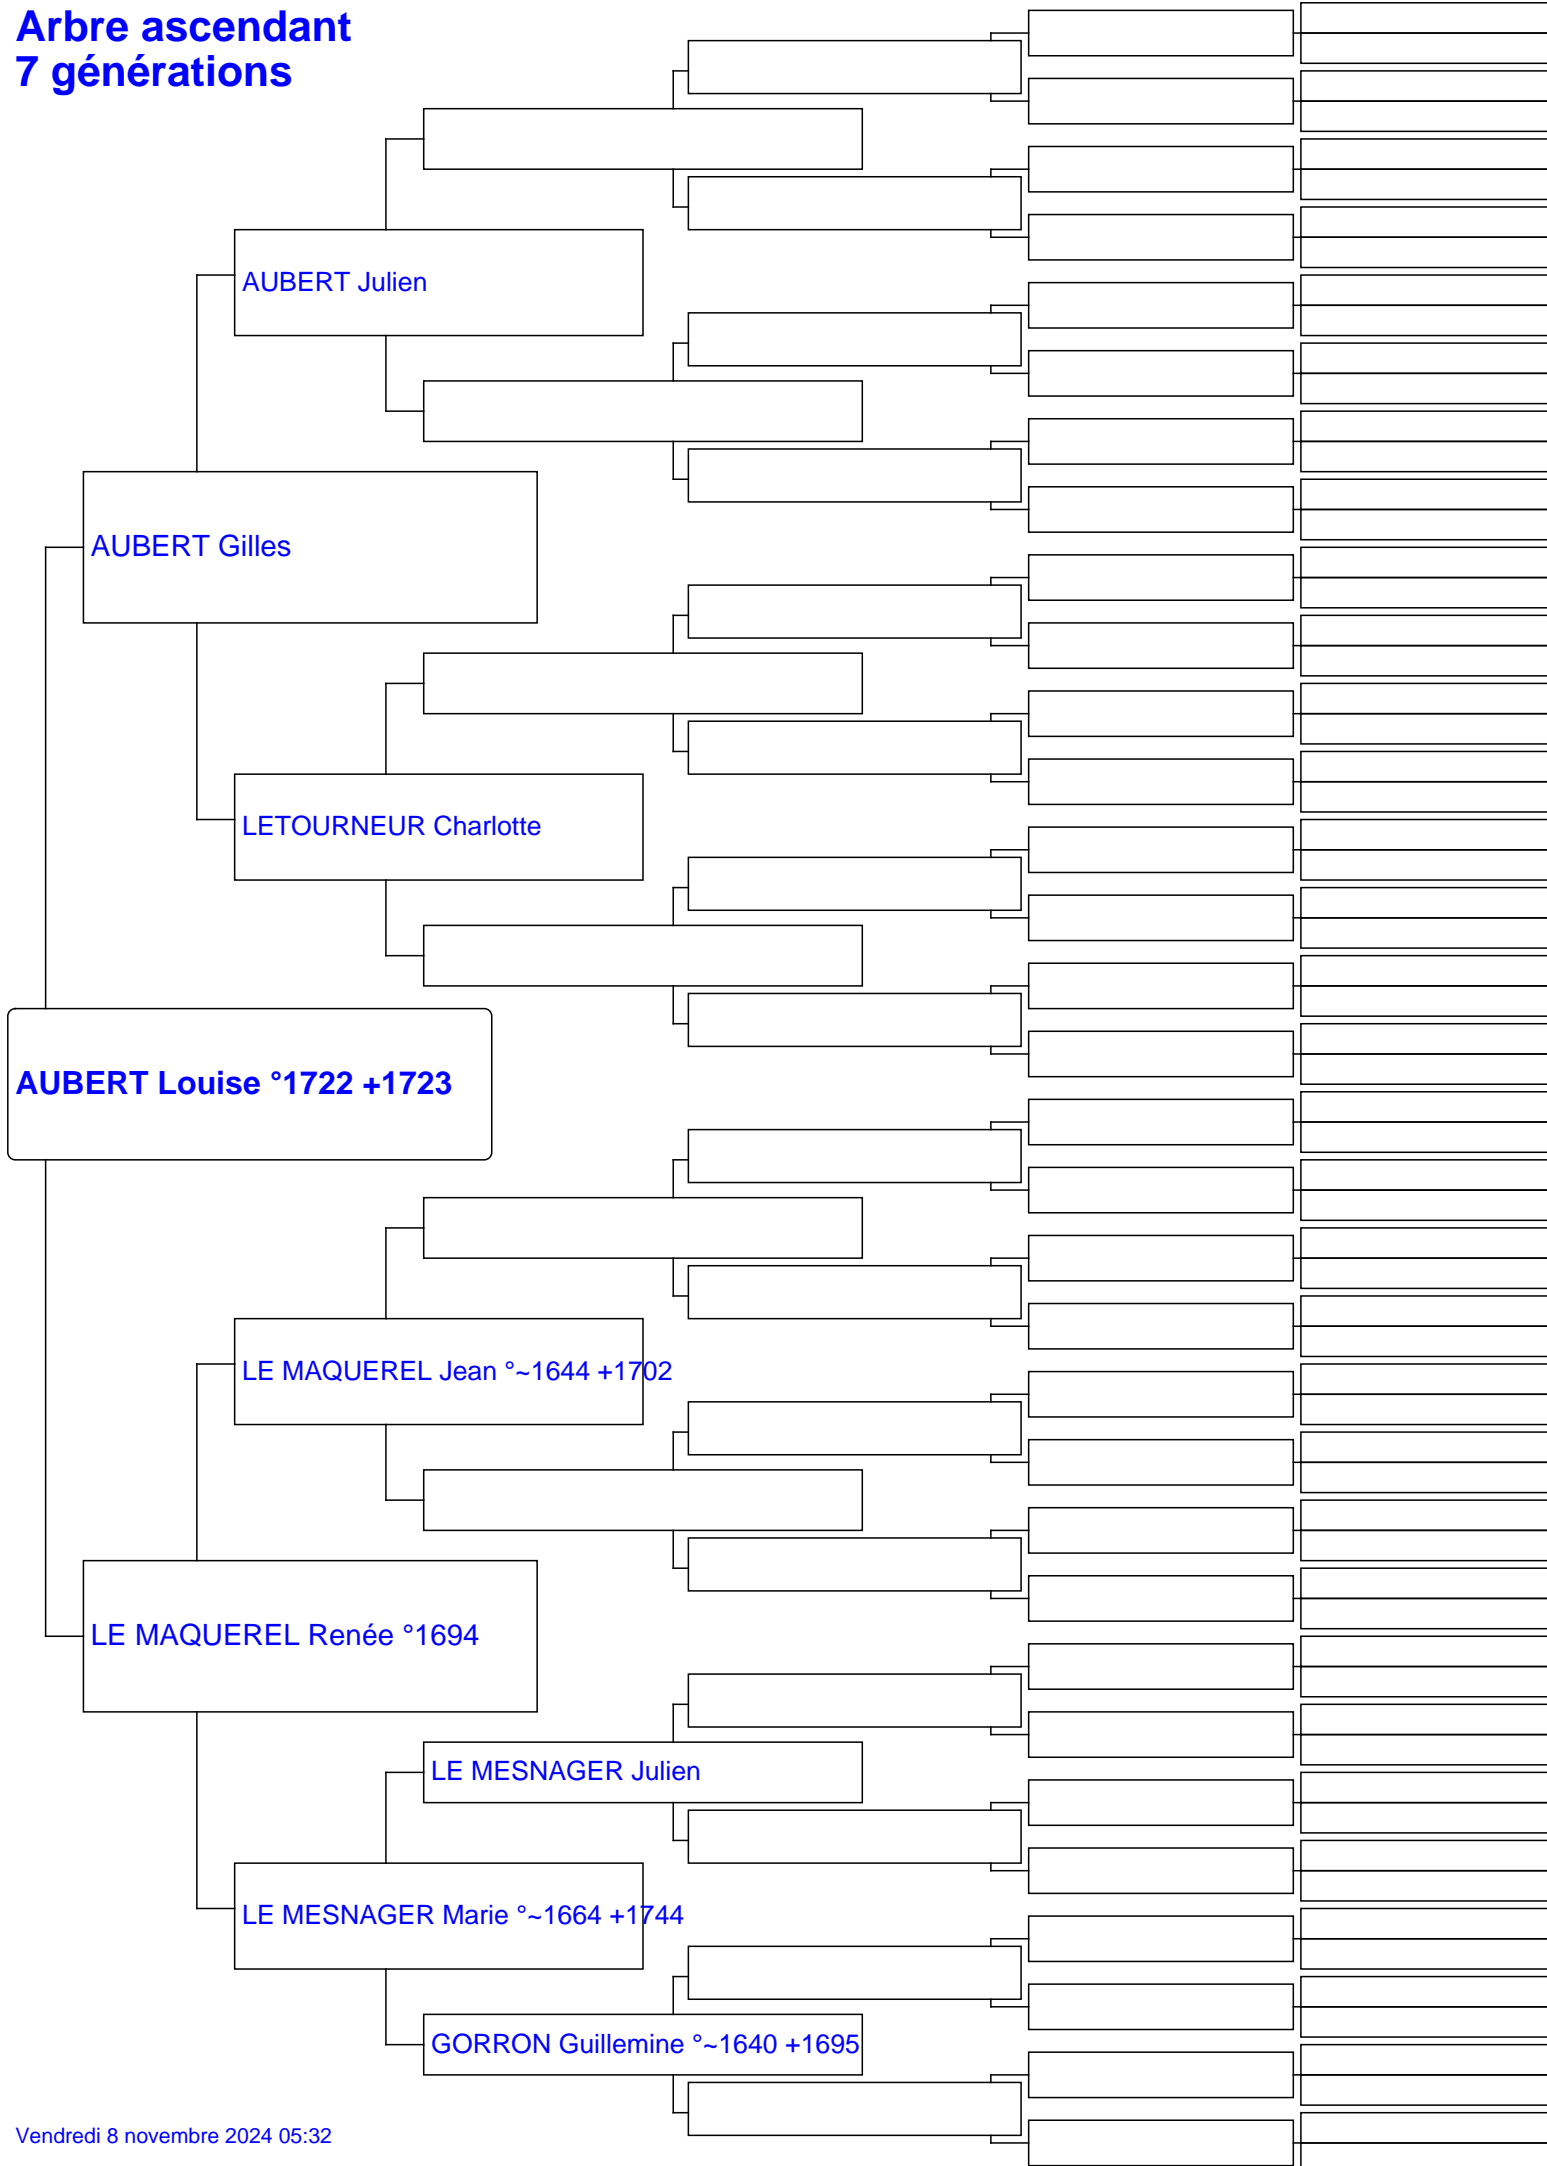 Arbre ascendant
7 générations
AUBERT Julien
AUBERT Gilles
LETOURNEUR Charlotte
AUBERT Louise °1722 +1723
LE MAQUEREL Jean °~1644 +1702
LE MAQUEREL Renée °1694
LE MESNAGER Julien
LE MESNAGER Marie °~1664 +1744
GORRON Guillemine °~1640 +1695
Vendredi 8 novembre 2024 05:32